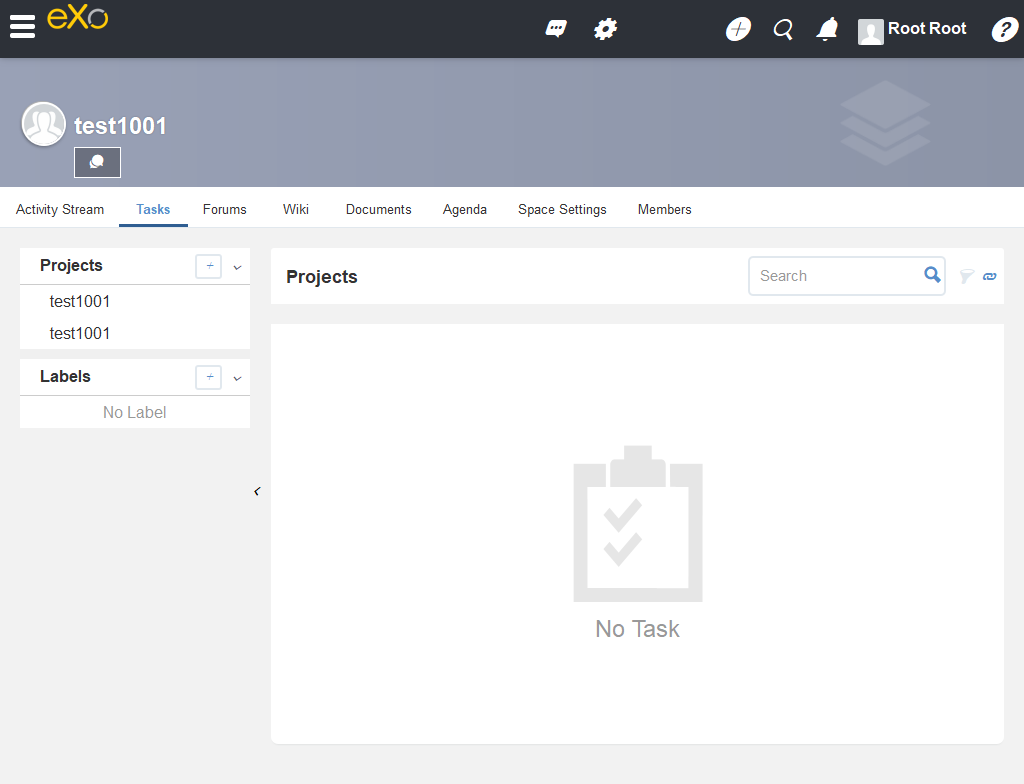 eXo
Root Root
?
test1001
Activity Stream Tasks Forums Wiki Documents Agenda Space Settings Members
Projects
test1001
test1001
Labels
No Label
Projects
Search
No Task